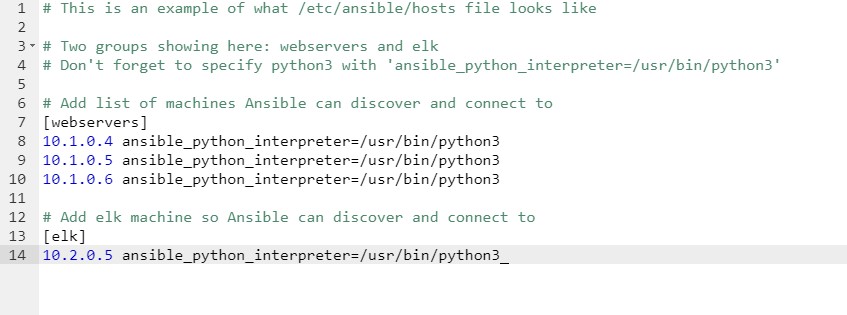 1 # This is an example of what /etc/ansible/hosts file looks like
2
3 # Two groups showing here: webservers and elk
4 # Don't forget to specify python3 with 'ansible_python_interpreter=/usr/bin/python3'
5
6 # Add list of machines Ansible can discover and connect to
7 [webservers]
8 10.1.0.4 ansible_python_interpreter=/usr/bin/python3
9 10.1.0.5 ansible_python_interpreter=/usr/bin/python3
10 10.1.0.6 ansible_python_interpreter=/usr/bin/python3
11
12 # Add elk machine so Ansible can discover and connect to
13 [elk]
14 10.2.0.5 ansible_python_interpreter=/usr/bin/python3_